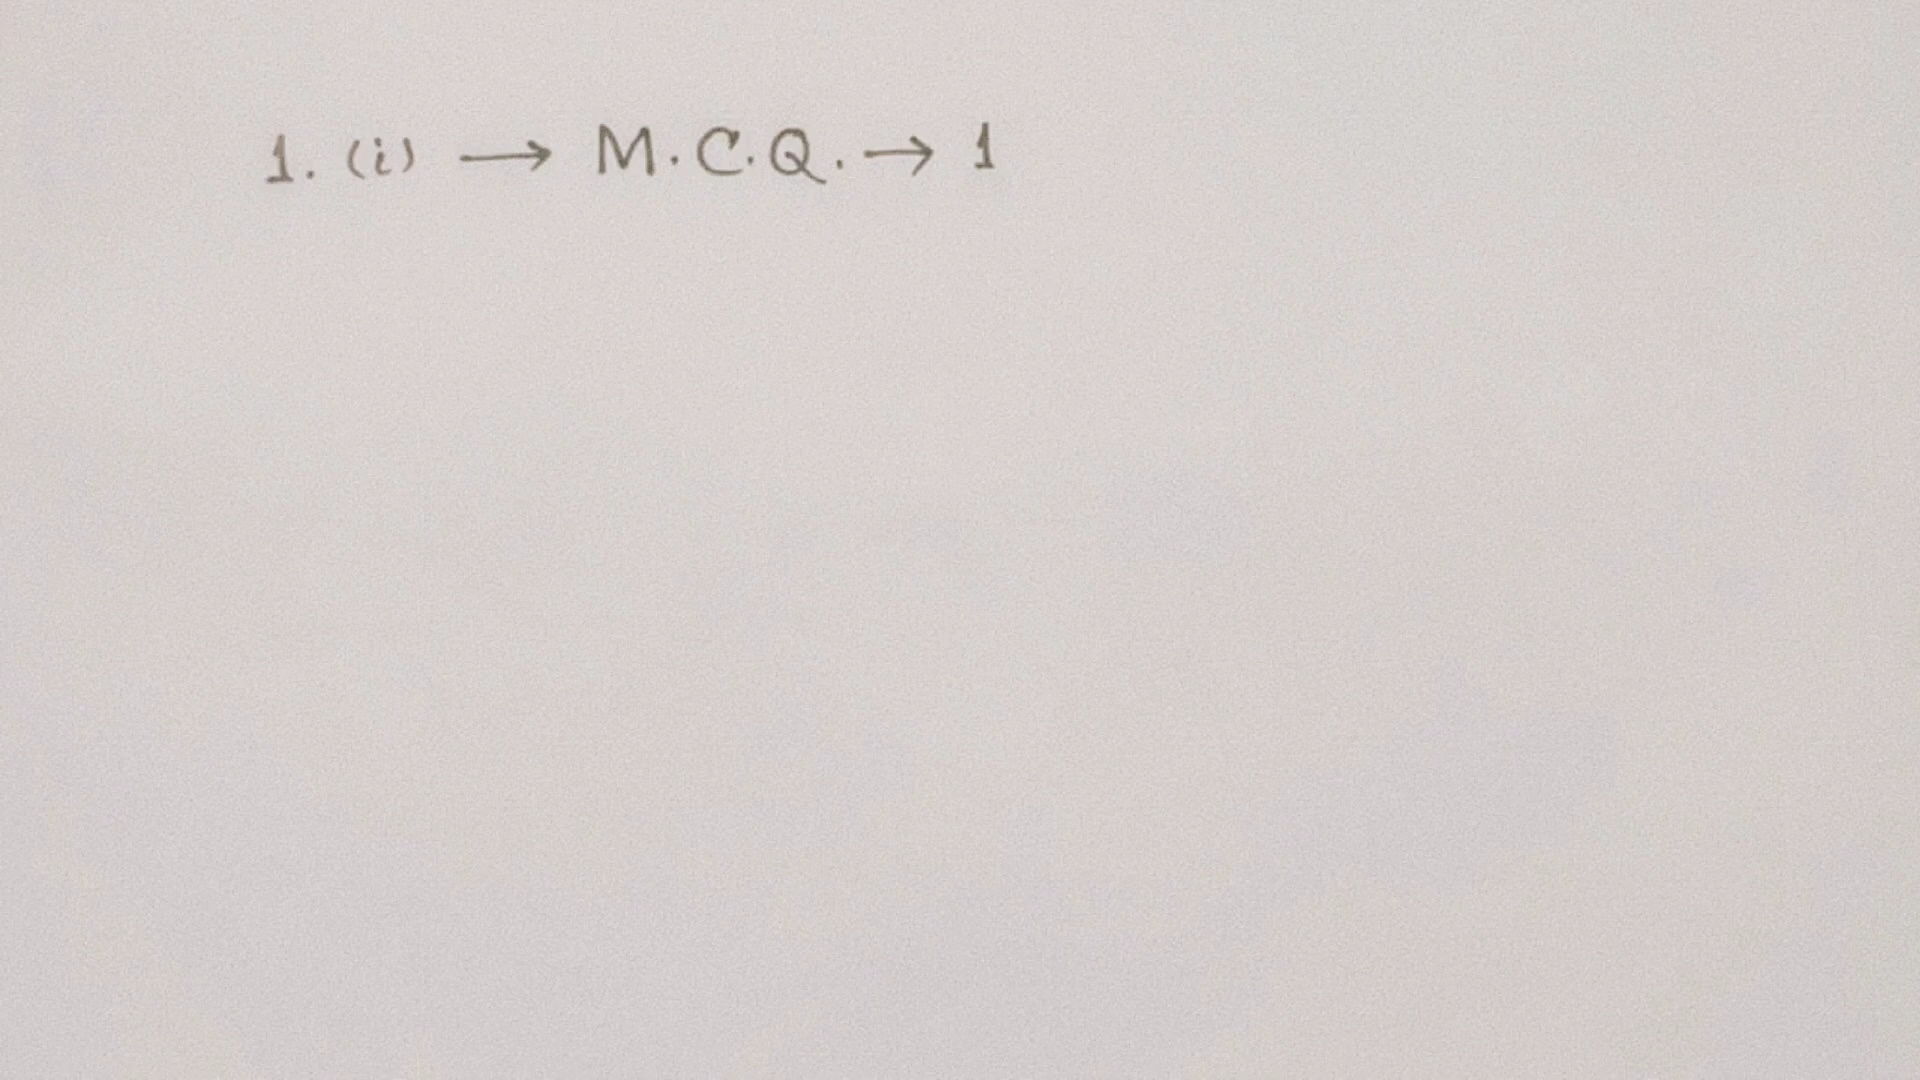 1. (i) → M.C.Q. → 1